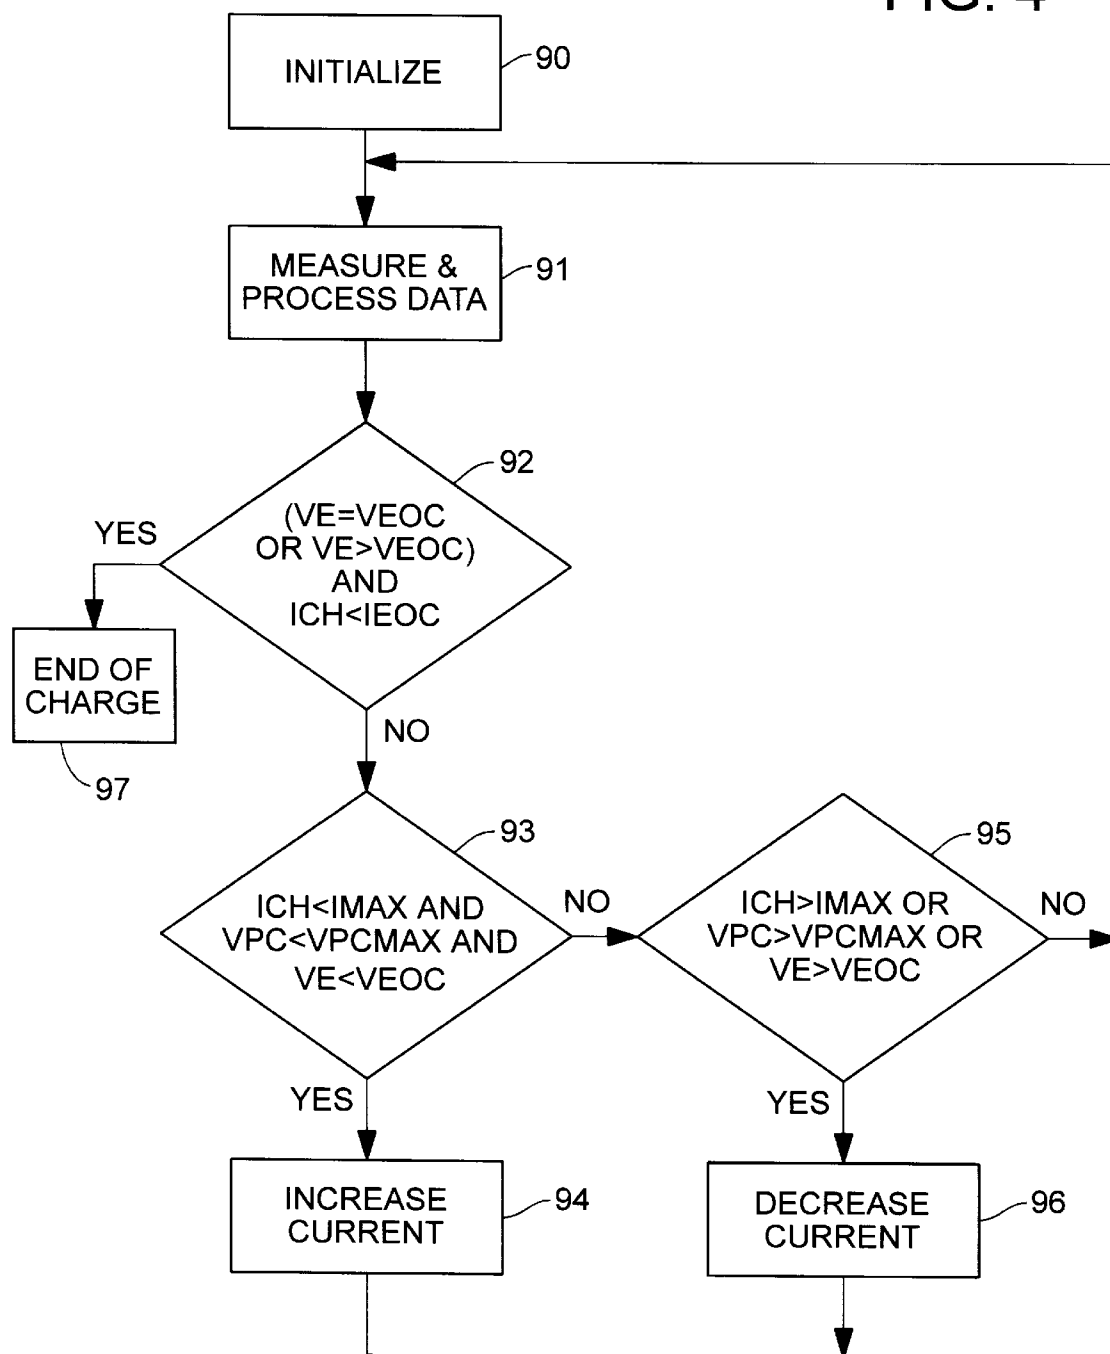 FIG. 4
INITIALIZE
90
MEASURE &
PROCESS DATA
91
92
(VE=VEOC
OR VE>VEOC)
AND
ICH<IEOC
YES
END OF
CHARGE
97
NO
93
ICH<IMAX AND
VPC<VPCMAX AND
VE<VEOC
NO
95
ICH>IMAX OR
VPC>VPCMAX OR
VE>VEOC
NO
YES
YES
INCREASE
CURRENT
94
DECREASE
CURRENT
96